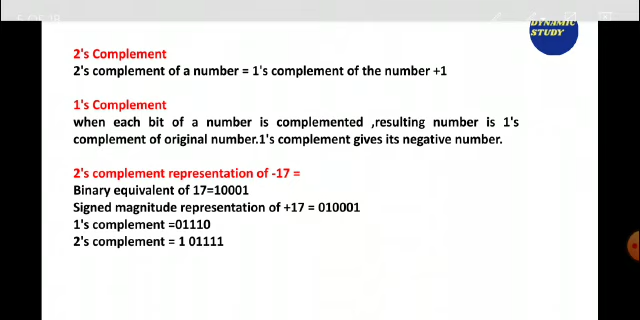 DYNAMIC
STUDY
2's Complement
2's complement of a number = 1's complement of the number +1
1's Complement
when each bit of a number is complemented ,resulting number is 1's
complement of original number.1's complement gives its negative number.
2's complement representation of -17 =
Binary equivalent of 17=10001
Signed magnitude representation of +17 = 010001
1's complement =01110
2's complement = 1 01111